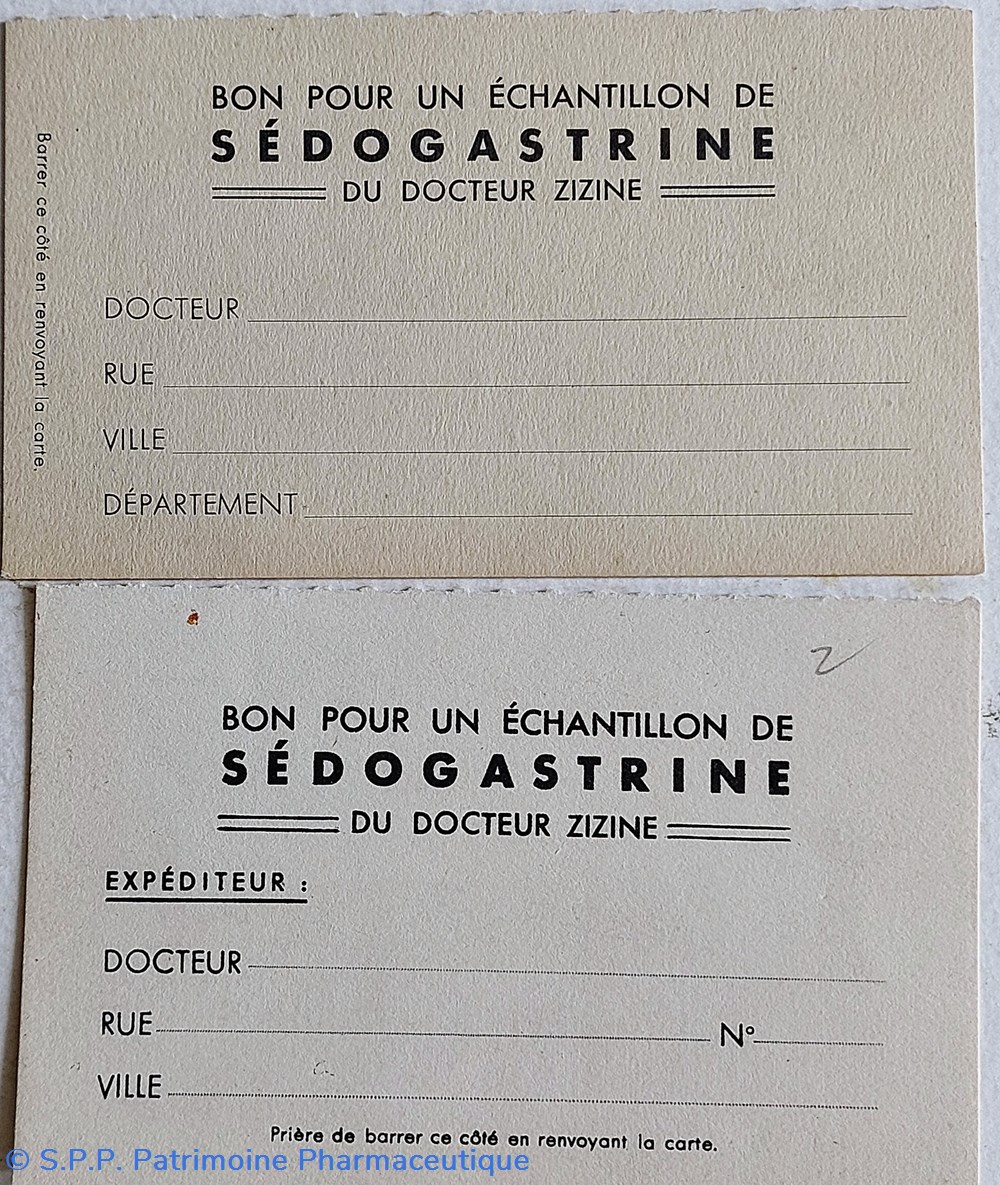 BON POUR UN ÉCHANTILLON DE
SÉDOGASTRINE
DU DOCTEUR ZIZINE
Barrer ce côté en renvoyant la carte.
DOCTEUR
RUE
VILLE
DÉPARTEMENT
2
BON POUR UN ÉCHANTILLON DE
SÉDOGASTRINE
DU DOCTEUR ZIZINE
EXPÉDITEUR :
DOCTEUR
RUE N°
VILLE
Prière de barrer ce côté en renvoyant la carte.
© S.P.P. Patrimoine Pharmaceutique